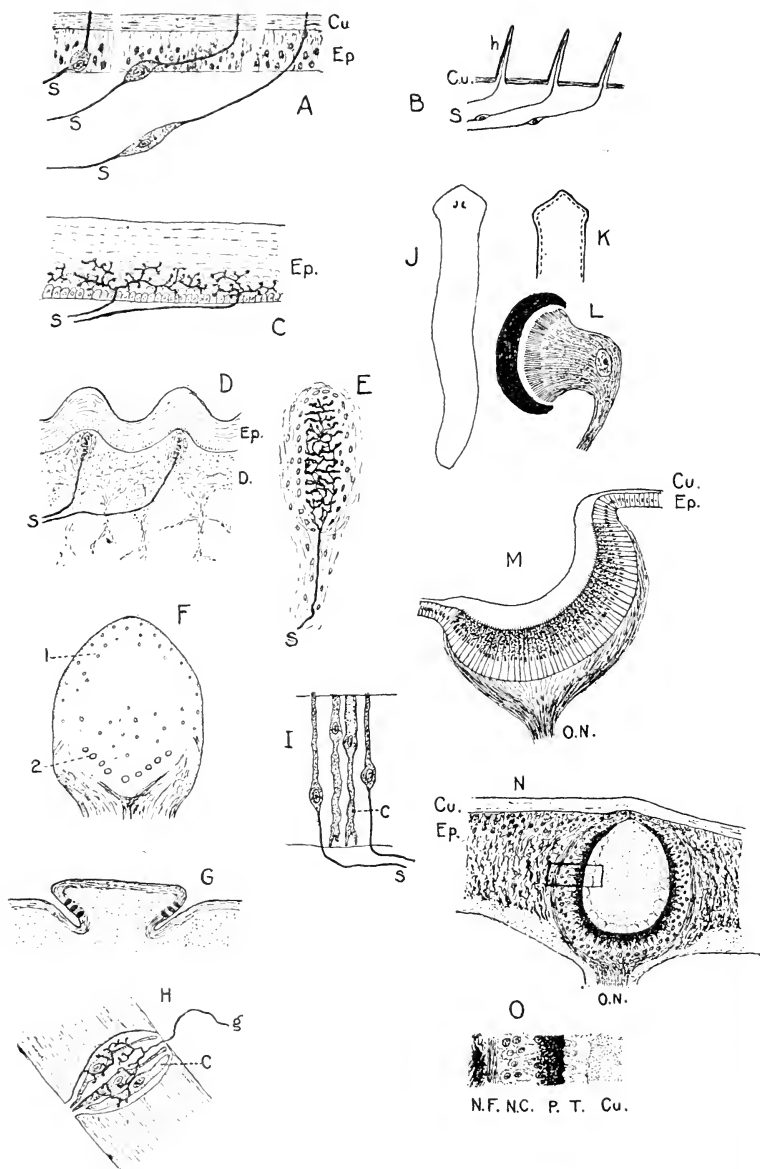 Cu
Ep
S
S
S
A
h
Cu.
B
S
Ep.
S
C
J
K
L
D
Ep.
D.
S
E
S
Cu.
Ep.
M
O.N.
F
1
2
I
C
S
G
N
Cu.
Ep.
O.N.
H
g
C
O
N.F. N.C. P. T. Cu.